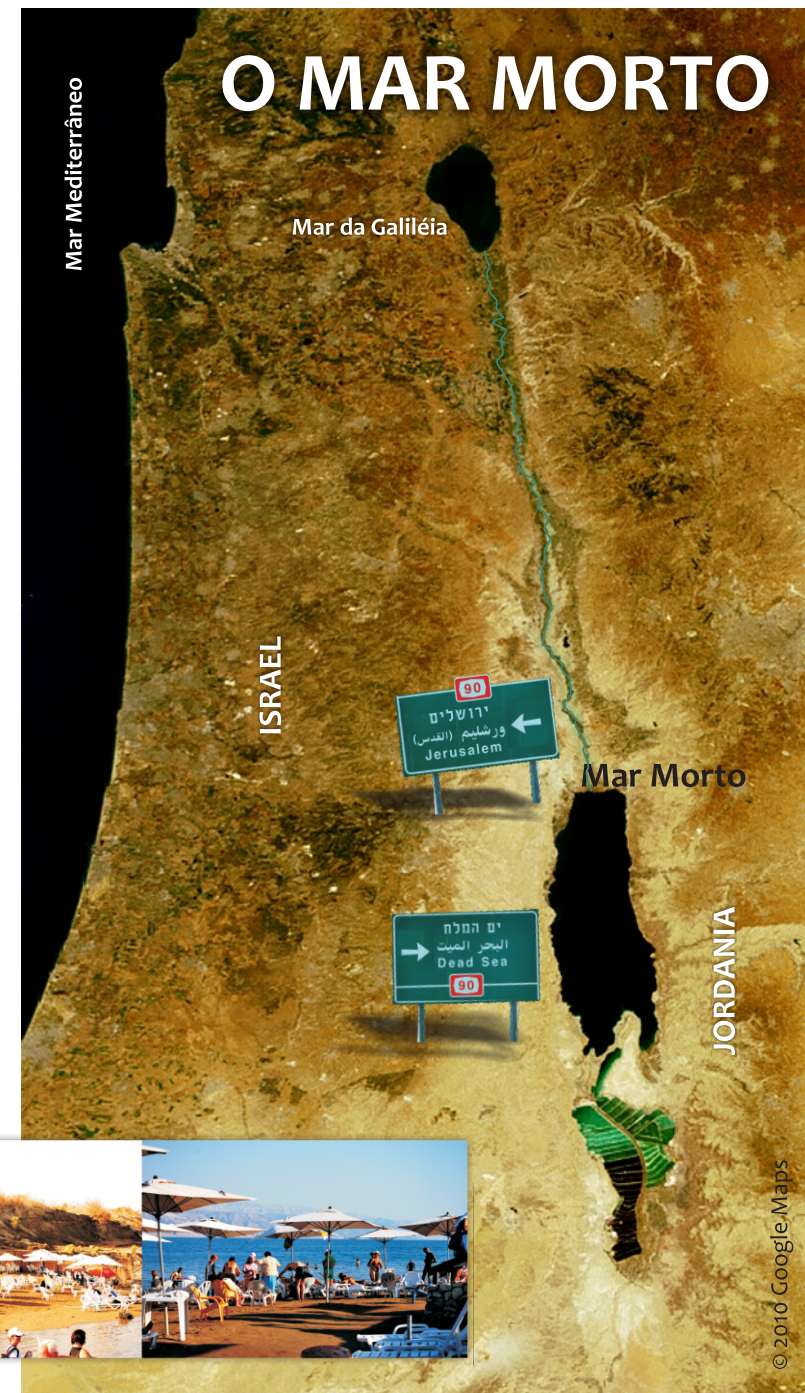 O MAR MORTO
Mar Mediterrâneo
Mar da Galiléia
ISRAEL
90
ירושלים
ورشليم (القدس)
Jerusalem
Mar Morto
ים המלח
البحر الميت
Dead Sea
90
JORDANIA
© 2010 Google Maps